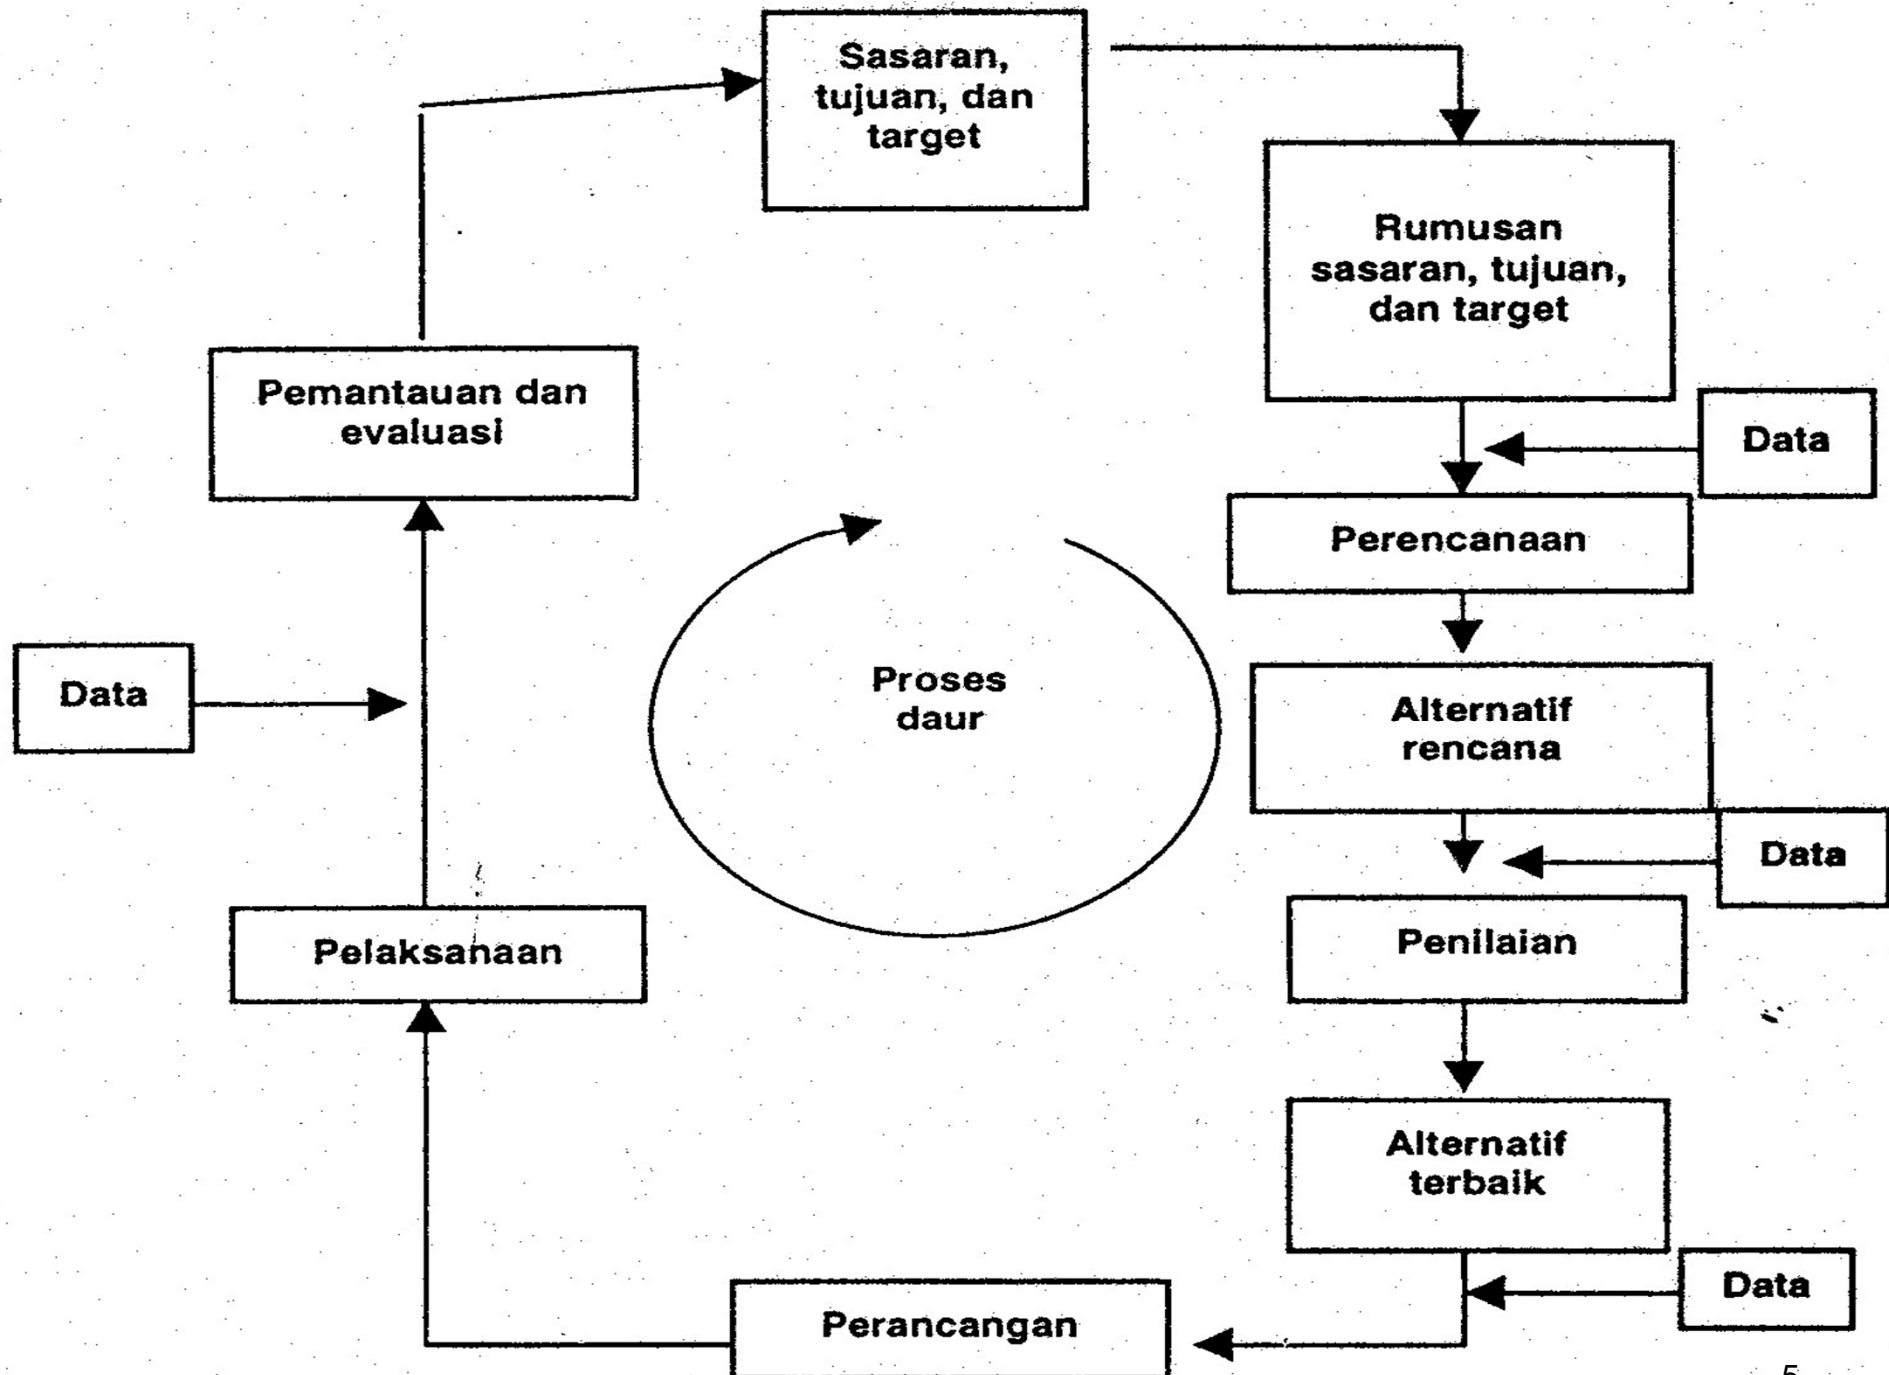 Sasaran,
tujuan, dan
target
Rumusan
sasaran, tujuan,
dan target
Pemantauan dan
evaluasi
Data
Perencanaan
Proses
daur
Data
Alternatif
rencana
Data
Pelaksanaan
Penilaian
Alternatif
terbaik
Data
Perancangan
5